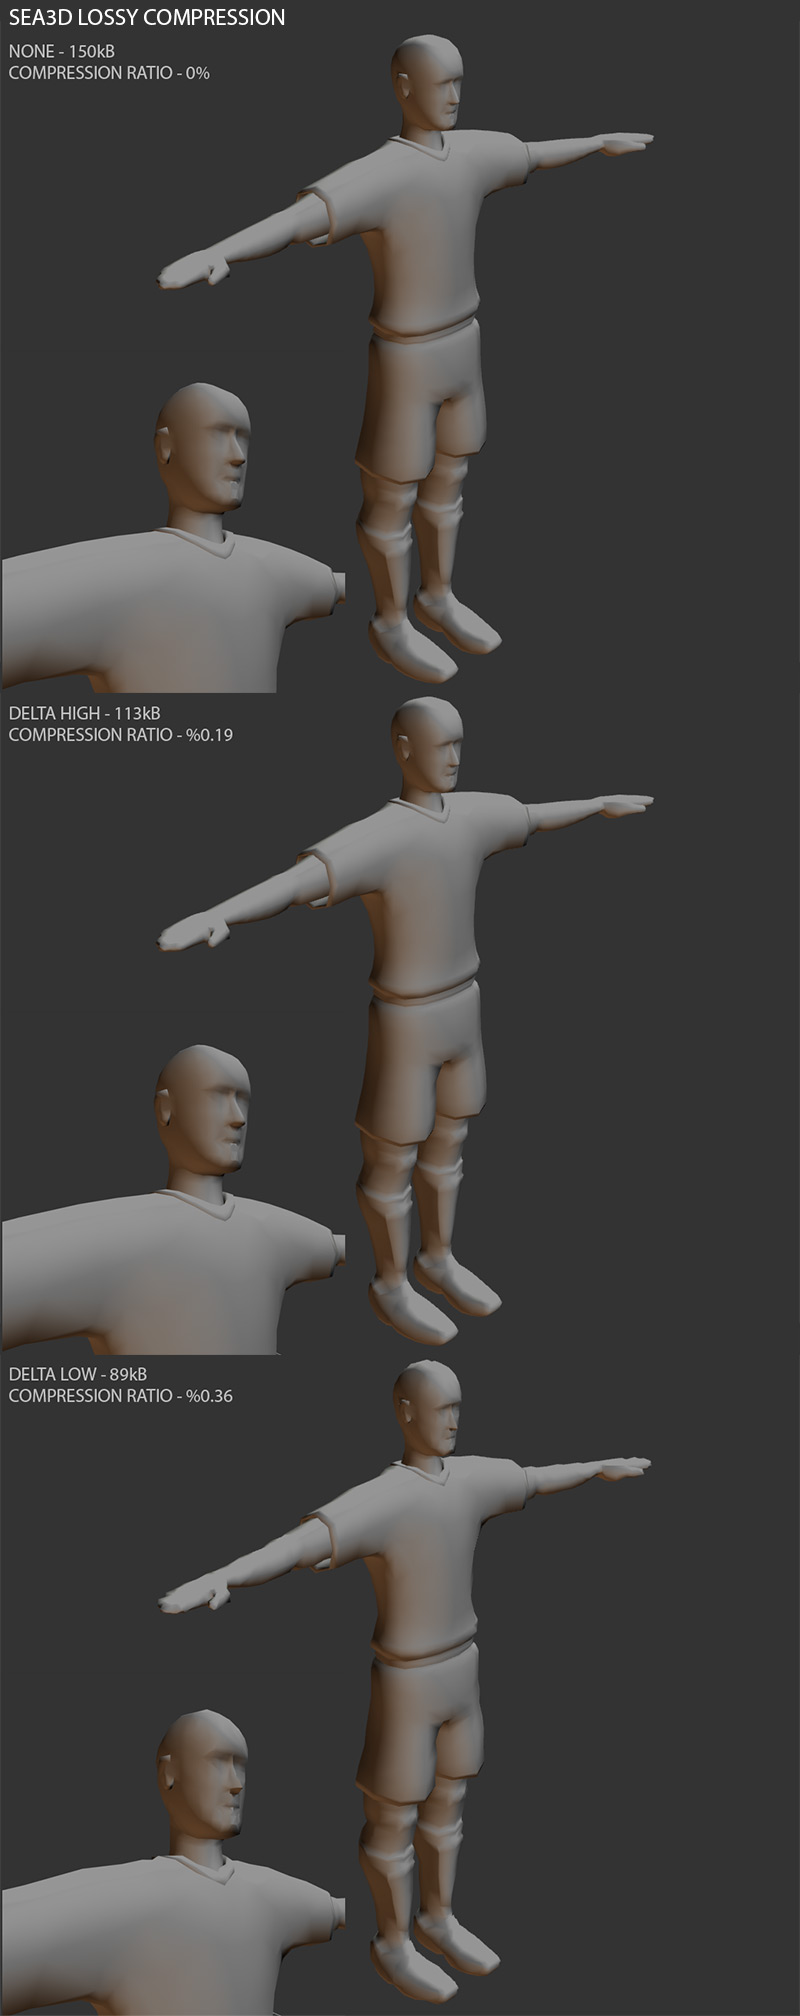 SEA3D LOSSY COMPRESSION
NONE - 150kB
COMPRESSION RATIO - 0%
DELTA HIGH - 113kB
COMPRESSION RATIO - %0.19
DELTA LOW - 89kB
COMPRESSION RATIO - %0.36